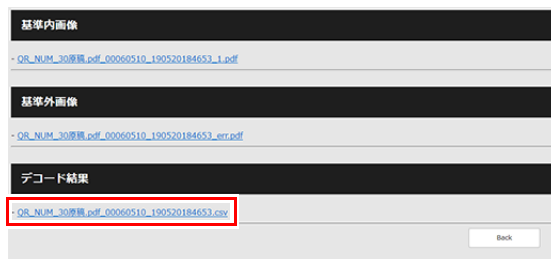 基準内画像
- QR_NUM_30原稿.pdf_00060510_190520184653_1.pdf
基準外画像
- QR_NUM_30原稿.pdf_00060510_190520184653_err.pdf
デコード結果
- QR_NUM_30原稿.pdf_00060510_190520184653.csv
Back